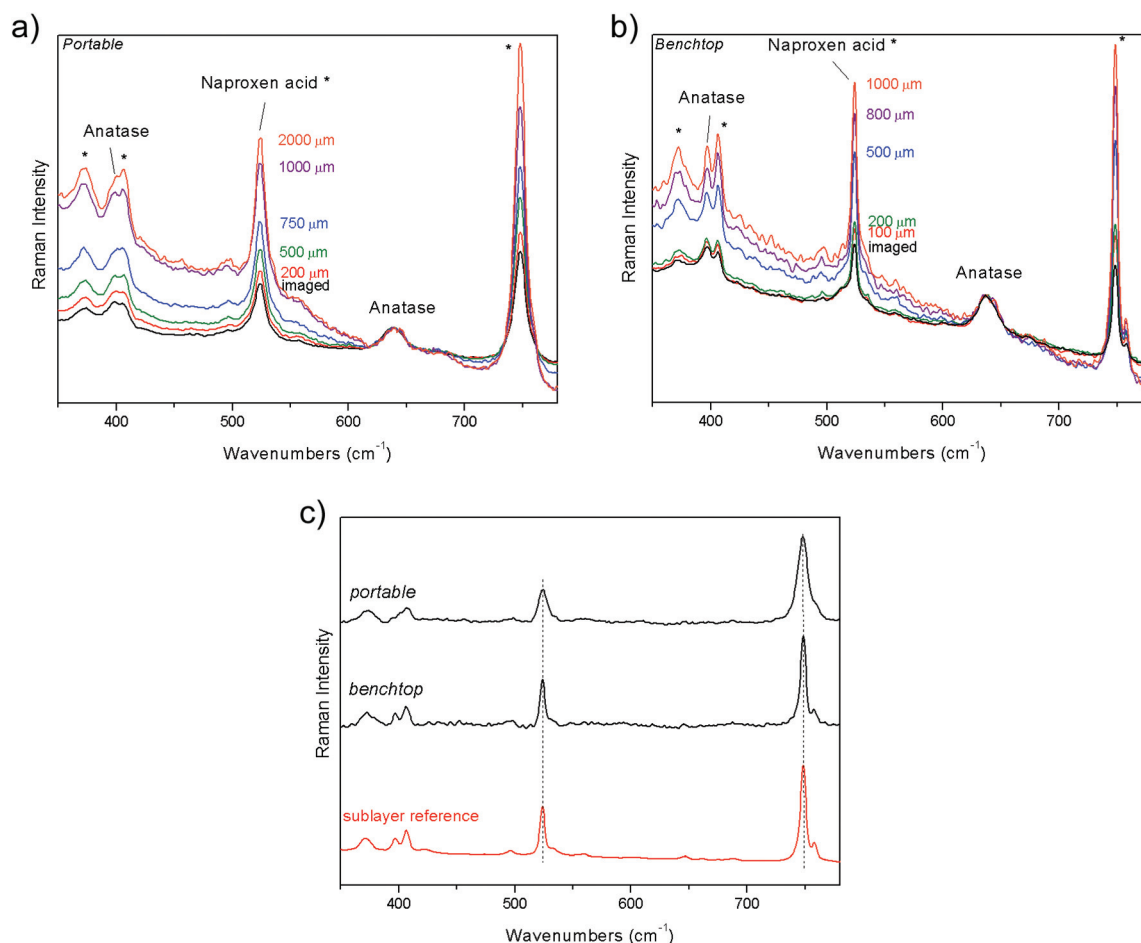 a)
Portable
*
Naproxen acid *
Anatase
*
*
2000 μm
1000 μm
750 μm
500 μm
200 μm
imaged
Anatase
Raman Intensity
400
500
600
700
Wavenumbers (cm⁻¹)
b)
Benchtop
Naproxen acid *
*
Anatase
*
*
1000 μm
800 μm
500 μm
200 μm
100 μm
imaged
Anatase
Raman Intensity
400
500
600
700
Wavenumbers (cm⁻¹)
c)
portable
benchtop
sublayer reference
Raman Intensity
400
500
600
700
Wavenumbers (cm⁻¹)